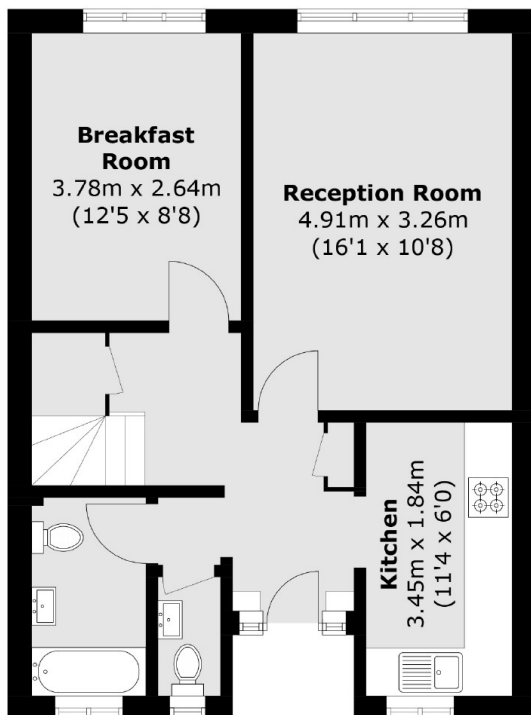 Breakfast
Room
3.78m x 2.64m
(12'5 x 8'8)
Reception Room
4.91m x 3.26m
(16'1 x 10'8)
Kitchen
3.45m x 1.84m
(11'4 x 6'0)